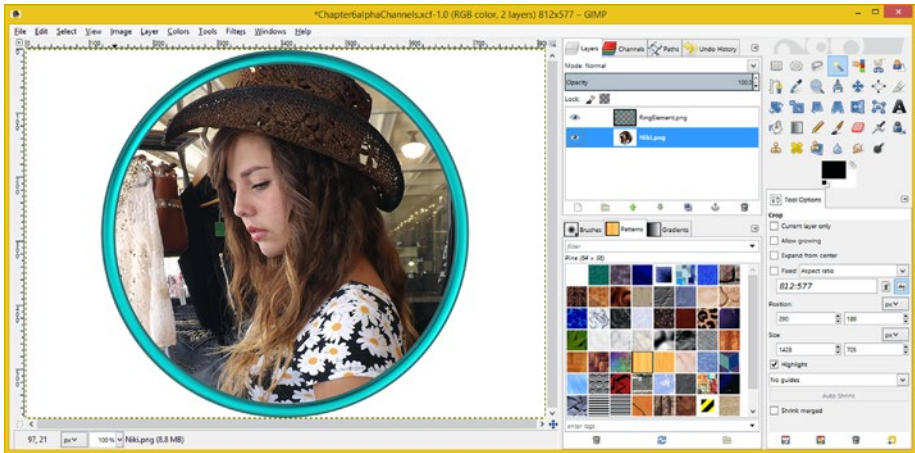 *Chapter6alphaChannels.xcf-1.0 (RGB color, 2 layers) 812x577 – GIMP
File Edit Select View Image Layer Colors Tools Filters Windows Help
Layers Channels Paths Undo History
Mode: Normal
Opacity 100.0
Lock:
RingElement.png
Niki.png
Tool Options
Crop
Current layer only
Allow growing
Expand from center
Fixed Aspect ratio
812:577
Position: px
280 189
Size: px
1428 705
Highlight
No guides
Auto Shrink
Shrink merged
Brushes Patterns Gradients
filter
enter tags
97, 21 px 100 % Niki.png (8.8 MB)